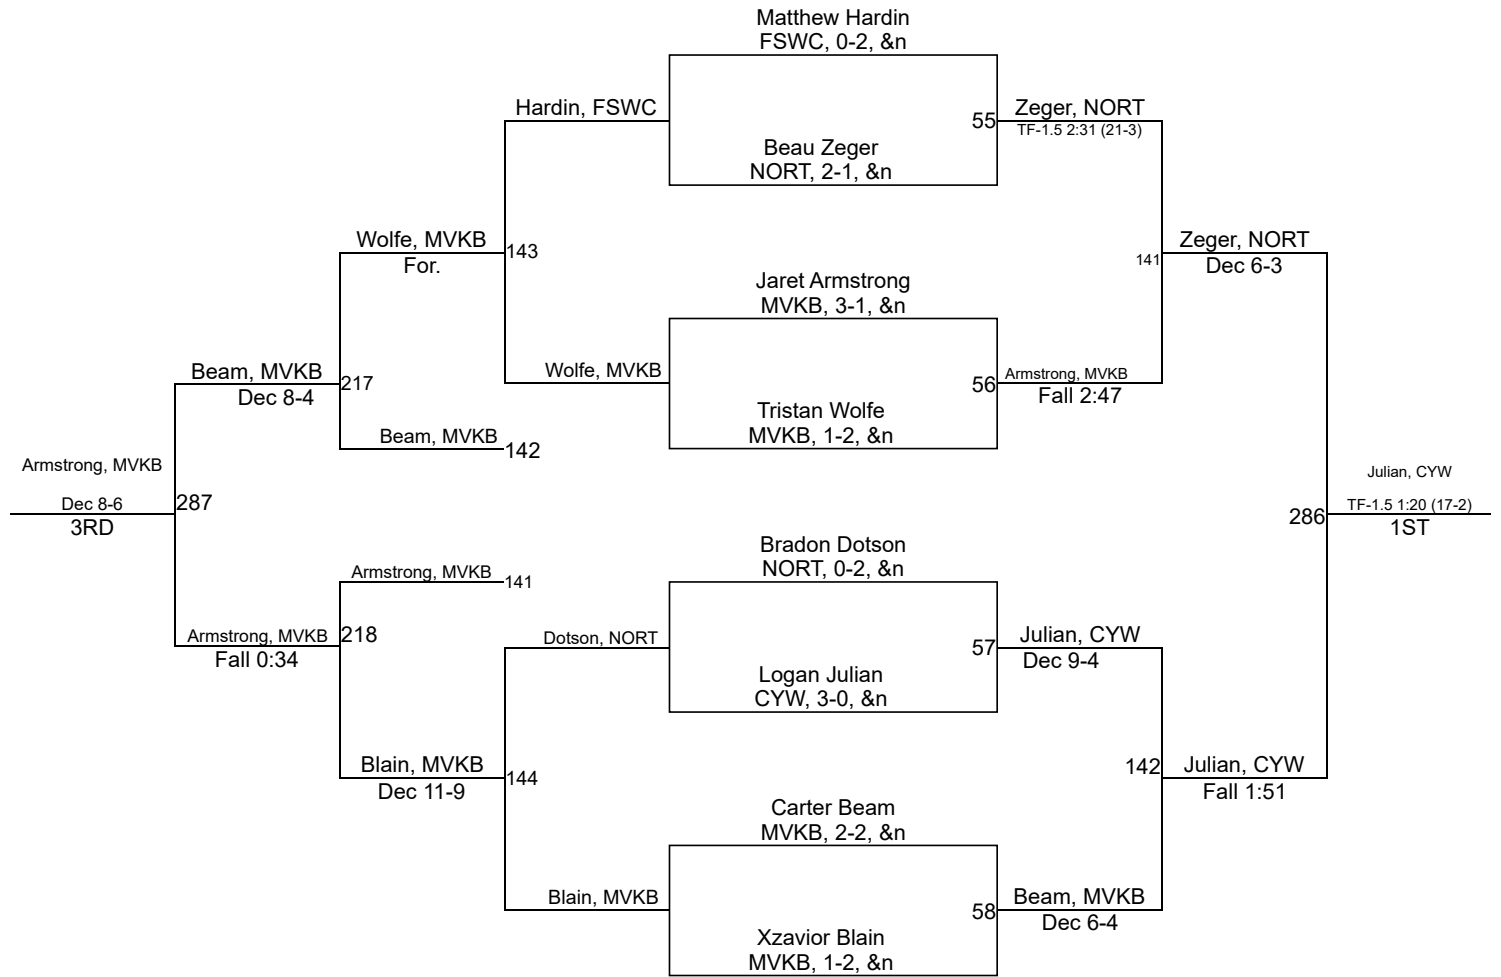 Matthew Hardin
FSWC, 0-2, &n
Hardin, FSWC
55
Zeger, NORT
TF-1.5 2:31 (21-3)
Beau Zeger
NORT, 2-1, &n
Wolfe, MVKB
For.
143
141
Zeger, NORT
Dec 6-3
Jaret Armstrong
MVKB, 3-1, &n
Wolfe, MVKB
56
Armstrong, MVKB
Fall 2:47
Beam, MVKB
Dec 8-4
217
Tristan Wolfe
MVKB, 1-2, &n
Beam, MVKB
142
Armstrong, MVKB
Dec 8-6
3RD
287
286
Julian, CYW
TF-1.5 1:20 (17-2)
1ST
Bradon Dotson
NORT, 0-2, &n
Armstrong, MVKB
141
Armstrong, MVKB
Fall 0:34
218
Dotson, NORT
57
Julian, CYW
Dec 9-4
Logan Julian
CYW, 3-0, &n
Blain, MVKB
Dec 11-9
144
142
Julian, CYW
Fall 1:51
Carter Beam
MVKB, 2-2, &n
Blain, MVKB
58
Beam, MVKB
Dec 6-4
Xzavior Blain
MVKB, 1-2, &n